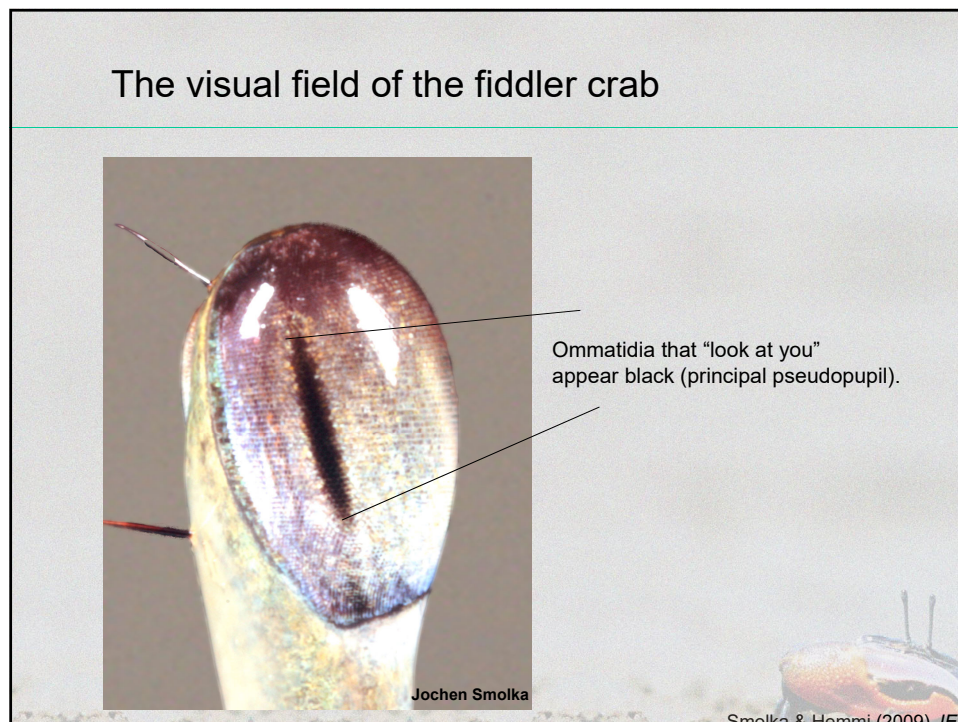 The visual field of the fiddler crab
Ommatidia that “look at you”
appear black (principal pseudopupil).
Jochen Smolka
Smolka & Hemmi (2009)